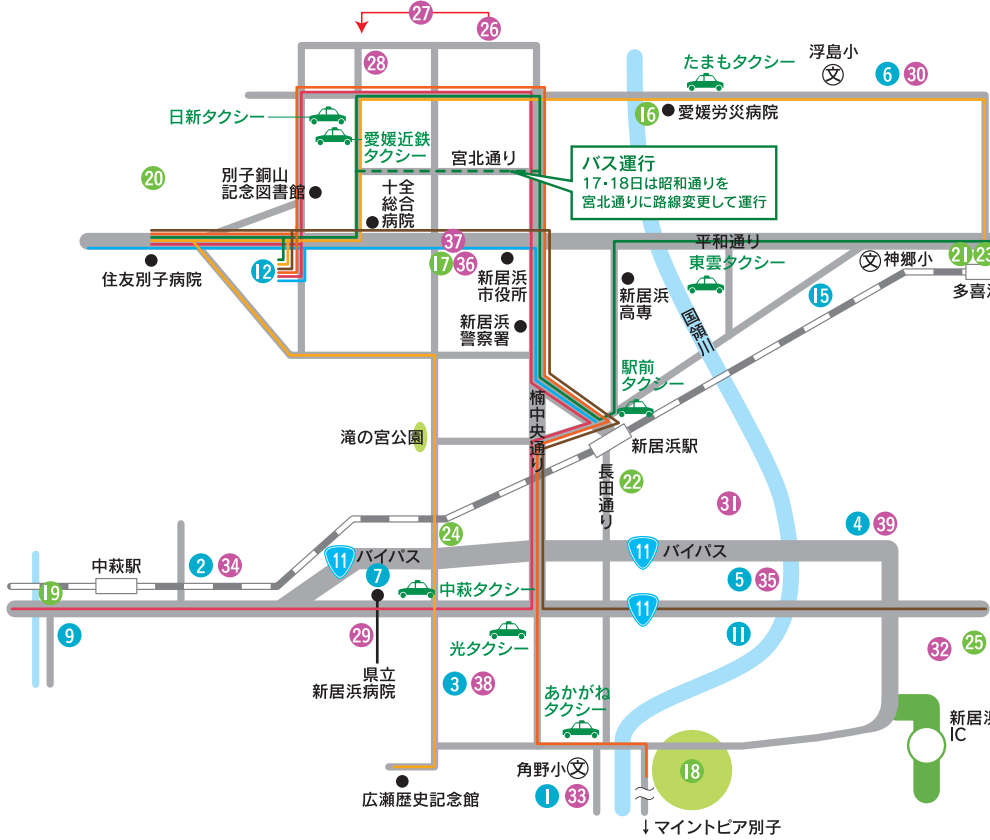 27
26
28
たまもタクシー
浮島小
文
6
30
日新タクシー
愛媛近鉄
タクシー
16
愛媛労災病院
宮北通り
バス運行
17・18日は昭和通りを
宮北通りに路線変更して運行
20
別子銅山
記念図書館
十全
総合
病院
37
17
36
平和通り
東雲タクシー
文
神郷小
21
23
住友別子病院
12
新居浜
市役所
新居浜
高専
15
多喜
新居浜
警察署
国領川
駅前
タクシー
楠中央通り
滝の宮公園
新居浜駅
長田通り
22
31
24
4
39
中萩駅
2
34
11
バイパス
11
バイパス
7
中萩タクシー
5
35
19
11
9
29
光タクシー
11
32
25
県立
新居浜病院
3
38
あかがね
タクシー
新居
IC
角野小
文
18
1
33
広瀬歴史記念館
↓マイントピア別子